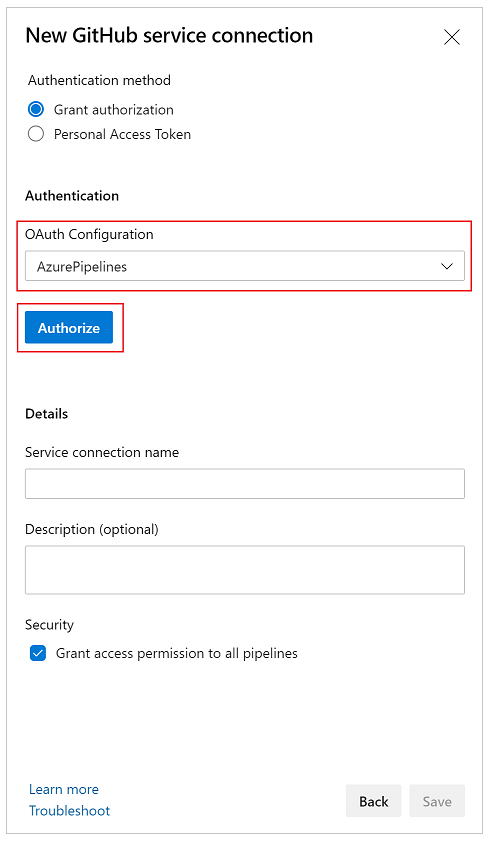 New GitHub service connection
Authentication method
Grant authorization
Personal Access Token
Authentication
OAuth Configuration
AzurePipelines
Authorize
Details
Service connection name
Description (optional)
Security
Grant access permission to all pipelines
Learn more
Troubleshoot
Back
Save